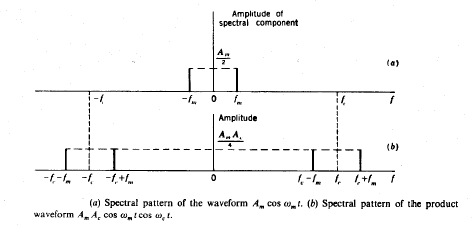 Amplitude of
spectral component
A_m/2
(a)
-f_c
-f_m
0
f_m
f_c
f
Amplitude
A_m A_c/4
(b)
-f_c-f_m
-f_c
-f_c+f_m
0
f_c-f_m
f_c
f_c+f_m
f
(a) Spectral pattern of the waveform A_m cos ω_m t. (b) Spectral pattern of the product
waveform A_m A_c cos ω_m t cos ω_c t.